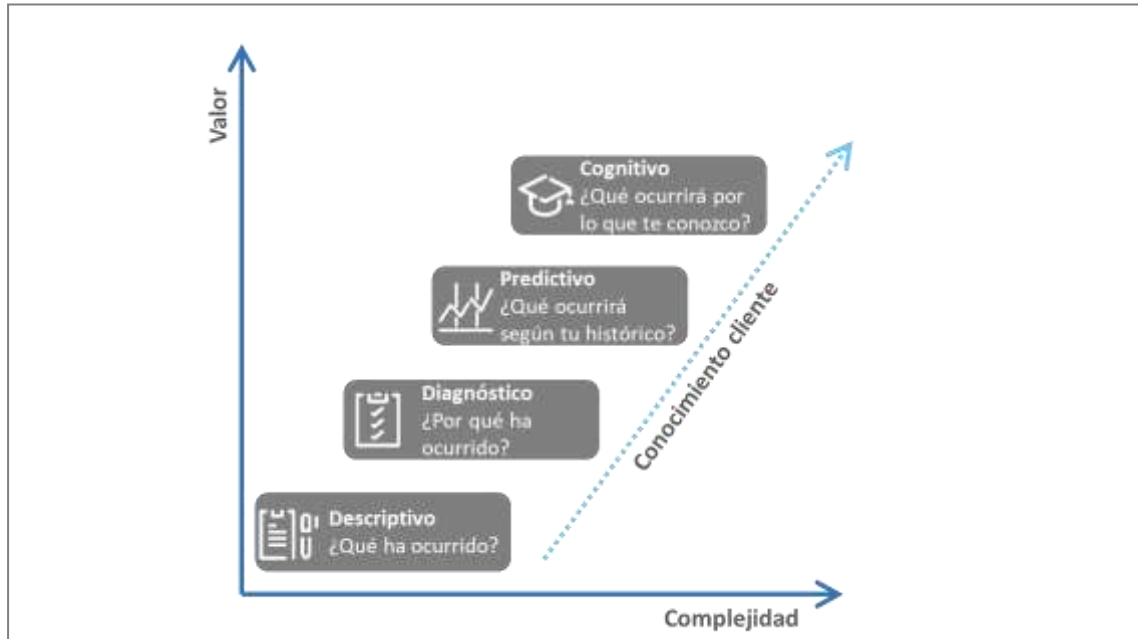 Valor
Cognitivo
¿Qué ocurrirá por
lo que te conozco?
Predictivo
¿Qué ocurrirá
según tu histórico?
Diagnóstico
¿Por qué ha
ocurrido?
Conocimiento cliente
Descriptivo
¿Qué ha ocurrido?
Complejidad